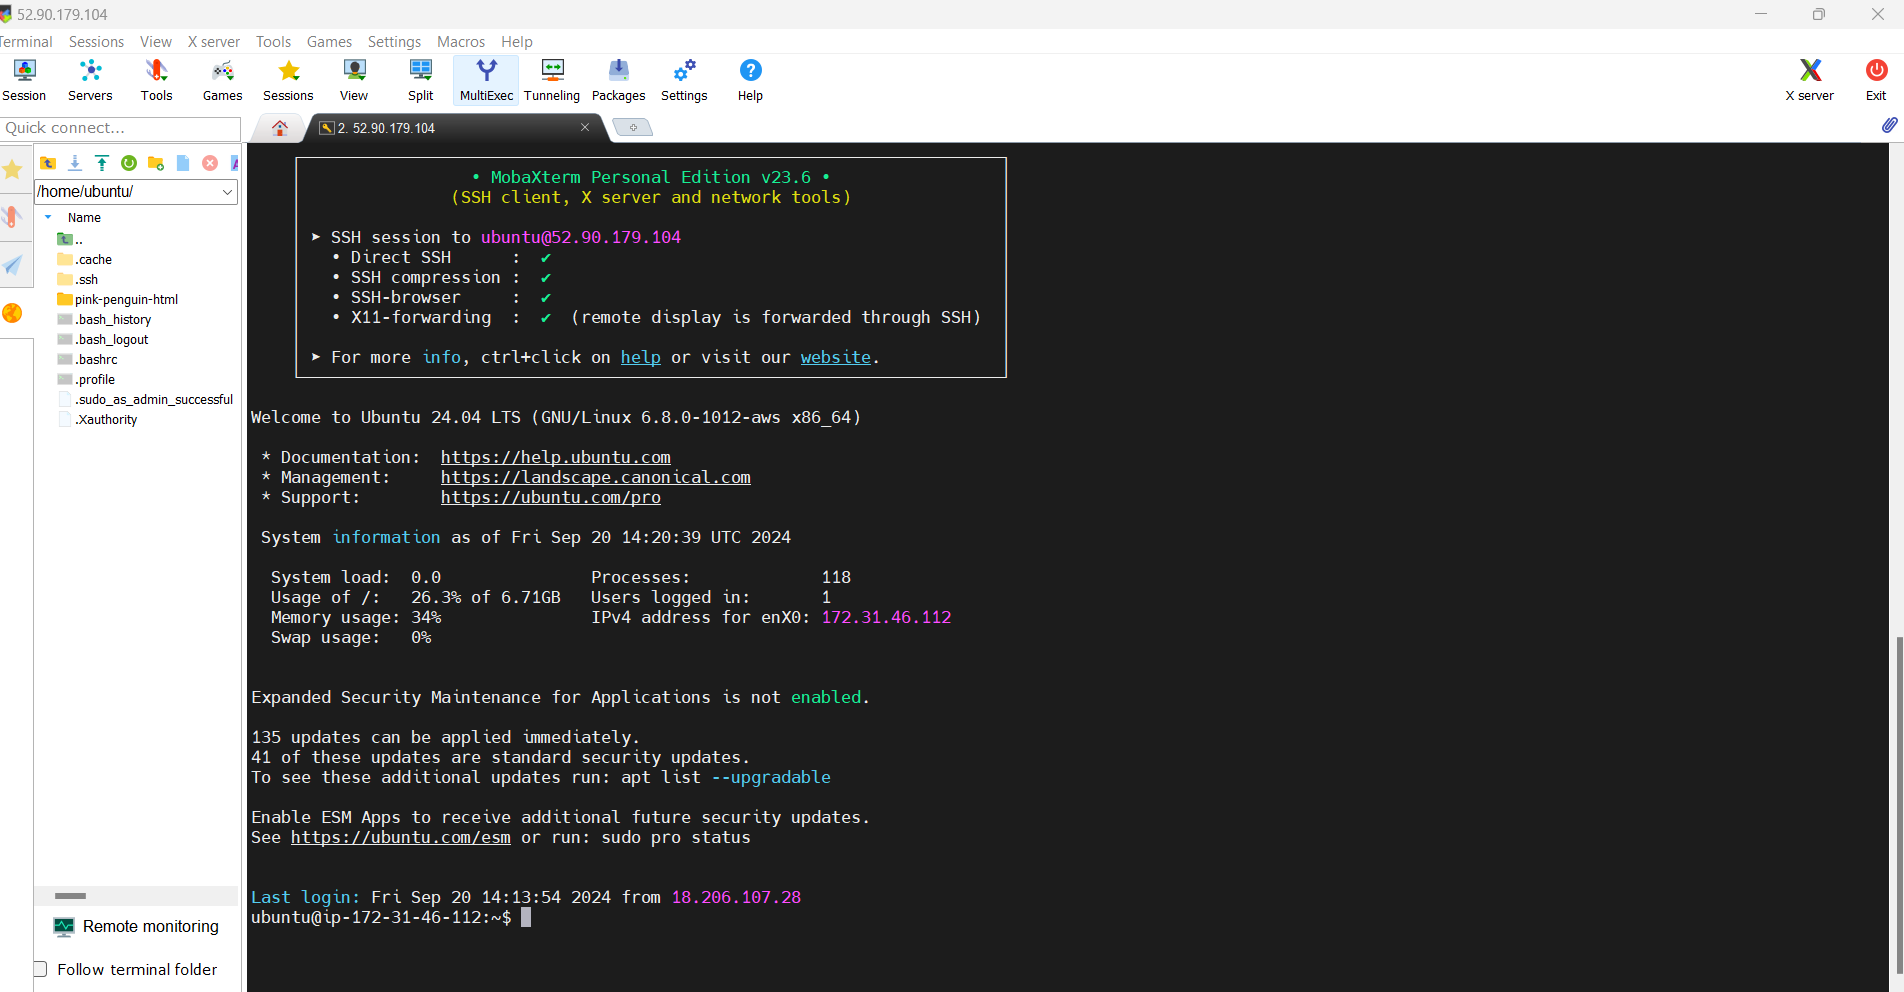 52.90.179.104
Terminal Sessions View X server Tools Games Settings Macros Help
Session Servers Tools Games Sessions View Split MultiExec Tunneling Packages Settings Help X server Exit
Quick connect...
2. 52.90.179.104
/home/ubuntu/
Name
..
.cache
.ssh
pink-penguin-html
.bash_history
.bash_logout
.bashrc
.profile
.sudo_as_admin_successful
.Xauthority
Remote monitoring
Follow terminal folder
• MobaXterm Personal Edition v23.6 •
(SSH client, X server and network tools)
➤ SSH session to ubuntu@52.90.179.104
• Direct SSH : ✔
• SSH compression : ✔
• SSH-browser : ✔
• X11-forwarding : ✔ (remote display is forwarded through SSH)
➤ For more info, ctrl+click on help or visit our website.
Welcome to Ubuntu 24.04 LTS (GNU/Linux 6.8.0-1012-aws x86_64)
* Documentation: https://help.ubuntu.com
* Management: https://landscape.canonical.com
* Support: https://ubuntu.com/pro
System information as of Fri Sep 20 14:20:39 UTC 2024
System load: 0.0 Processes: 118
Usage of /: 26.3% of 6.71GB Users logged in: 1
Memory usage: 34% IPv4 address for enX0: 172.31.46.112
Swap usage: 0%
Expanded Security Maintenance for Applications is not enabled.
135 updates can be applied immediately.
41 of these updates are standard security updates.
To see these additional updates run: apt list --upgradable
Enable ESM Apps to receive additional future security updates.
See https://ubuntu.com/esm or run: sudo pro status
Last login: Fri Sep 20 14:13:54 2024 from 18.206.107.28
ubuntu@ip-172-31-46-112:~$